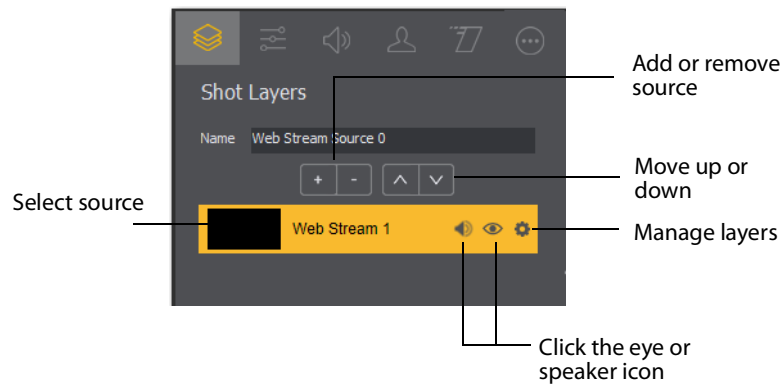 Shot Layers
Add or remove
source
Name Web Stream Source 0
+ -
Move up or
down
Select source
Web Stream 1
Manage layers
Click the eye or
speaker icon